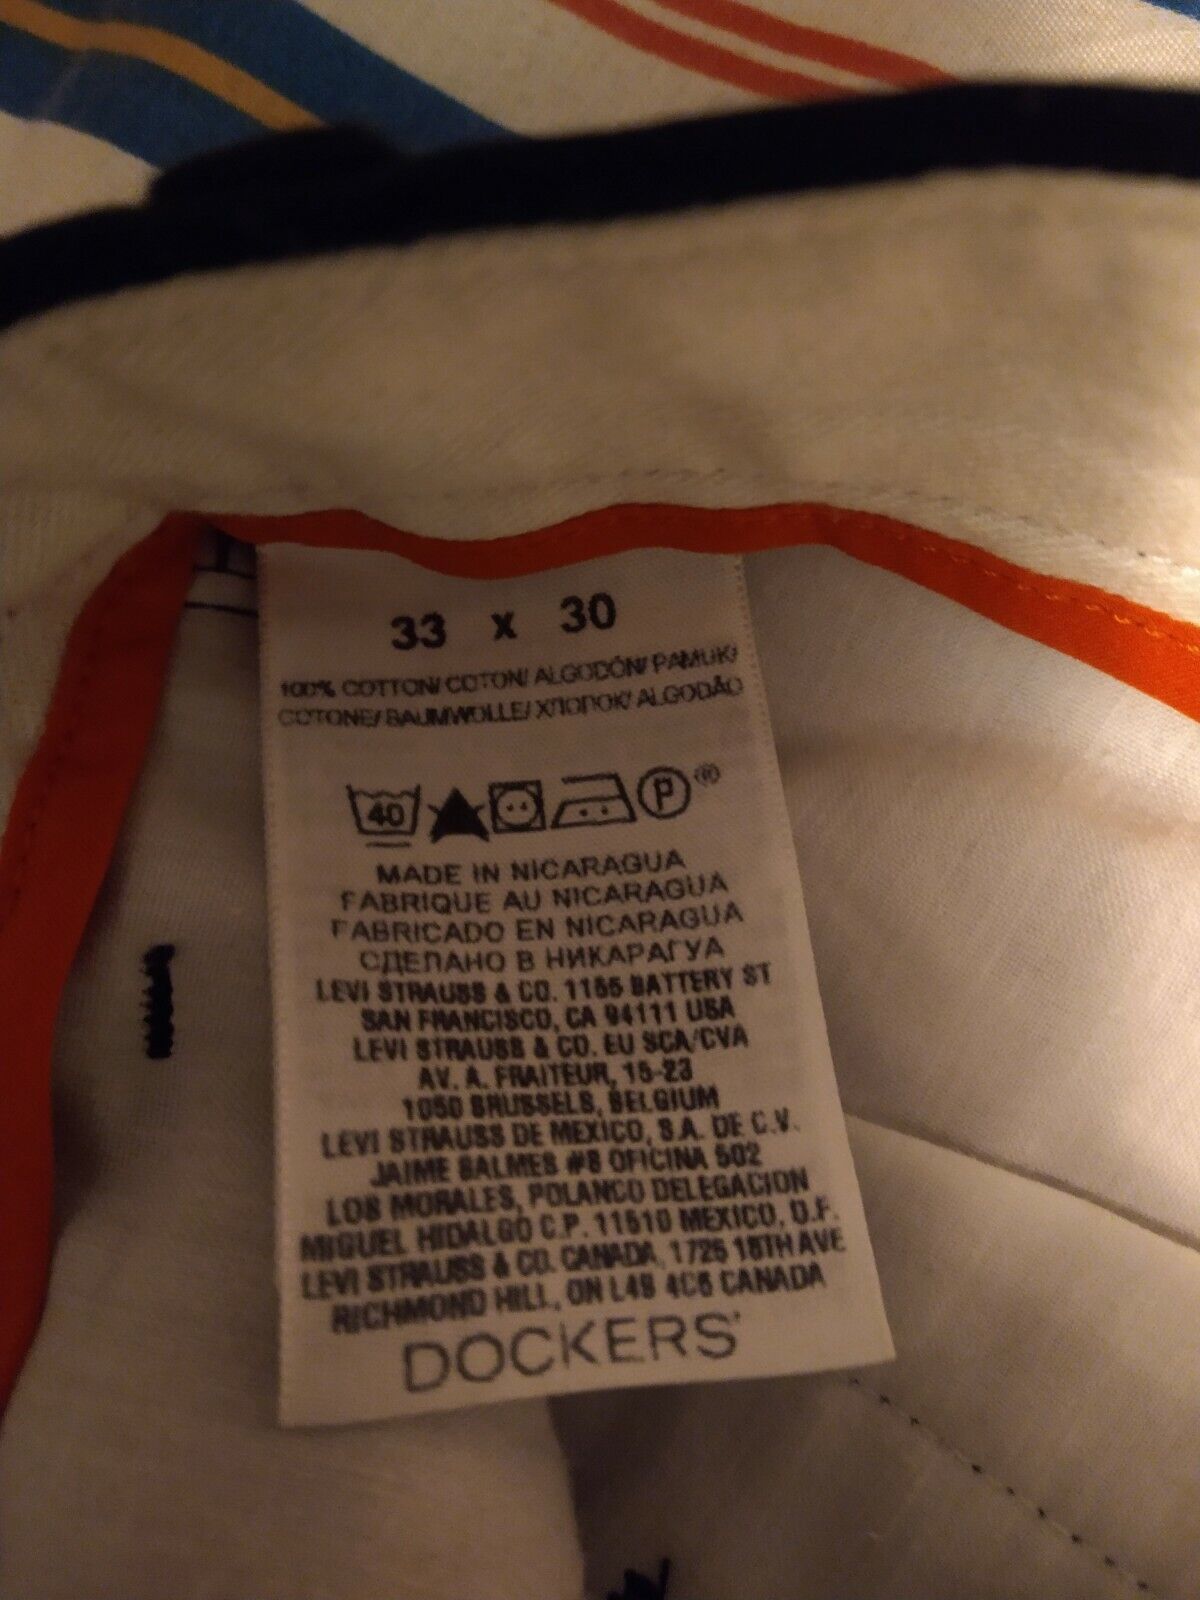 33 x 30
100% COTTON/ COTON/ ALGODÓN/ PAMUK/
COTONE/ BAUMWOLLE/ ХЛОПОК/ ALGODÃO
40 P ®
MADE IN NICARAGUA
FABRIQUE AU NICARAGUA
FABRICADO EN NICARAGUA
СДЕЛАНО В НИКАРАГУА
LEVI STRAUSS & CO. 1155 BATTERY ST
SAN FRANCISCO, CA 94111 USA
LEVI STRAUSS & CO. EU SCA/CVA
AV. A. FRAITEUR, 15-23
1050 BRUSSELS, BELGIUM
LEVI STRAUSS DE MEXICO, S.A. DE C.V.
JAIME BALMES #8 OFICINA 502
LOS MORALES, POLANCO DELEGACION
MIGUEL HIDALGO C.P. 11510 MEXICO, D.F.
LEVI STRAUSS & CO. CANADA, 1725 16TH AVE
RICHMOND HILL, ON L4B 4C6 CANADA
DOCKERS®